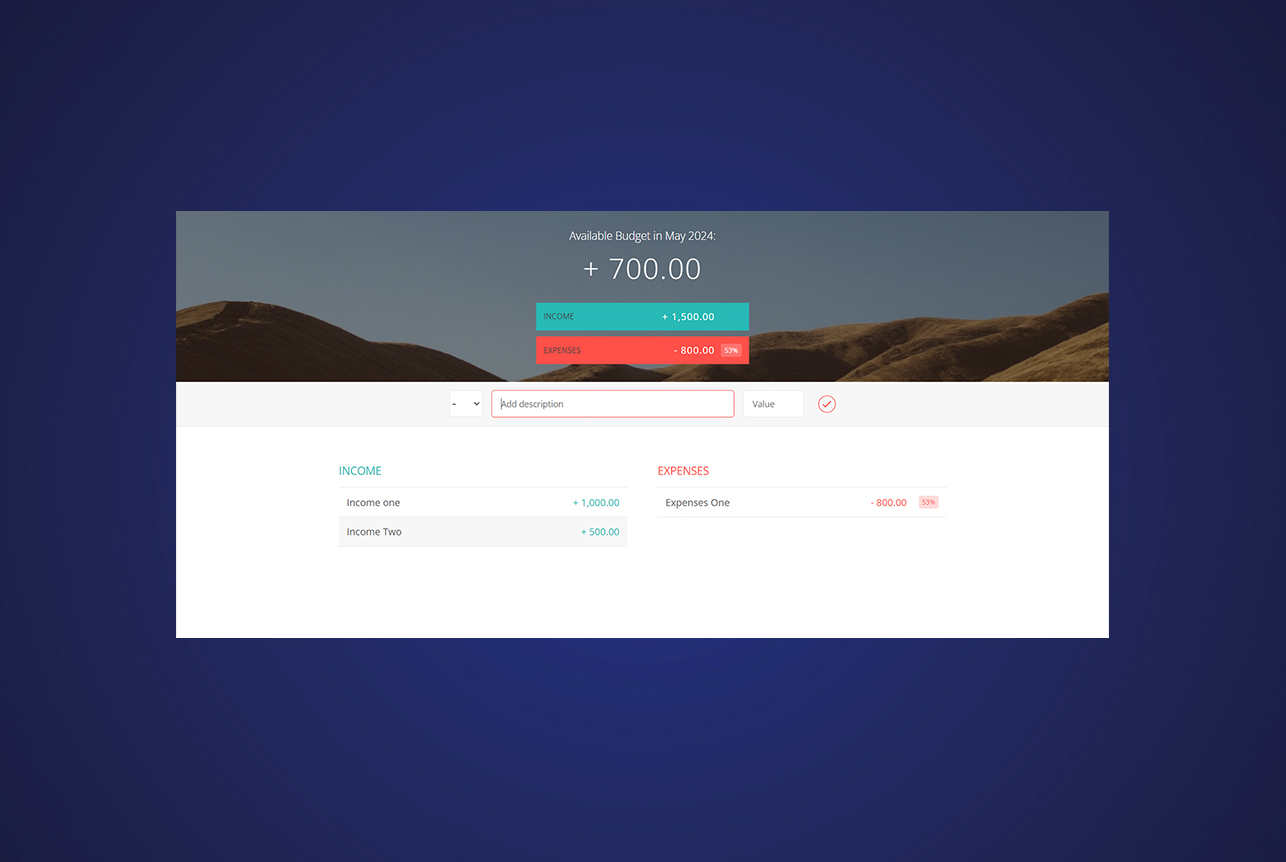 Available Budget in May 2024:
+ 700.00
INCOME + 1,500.00
EXPENSES - 800.00 53%
- Add description Value
INCOME
Income one + 1,000.00
Income Two + 500.00
EXPENSES
Expenses One - 800.00 53%